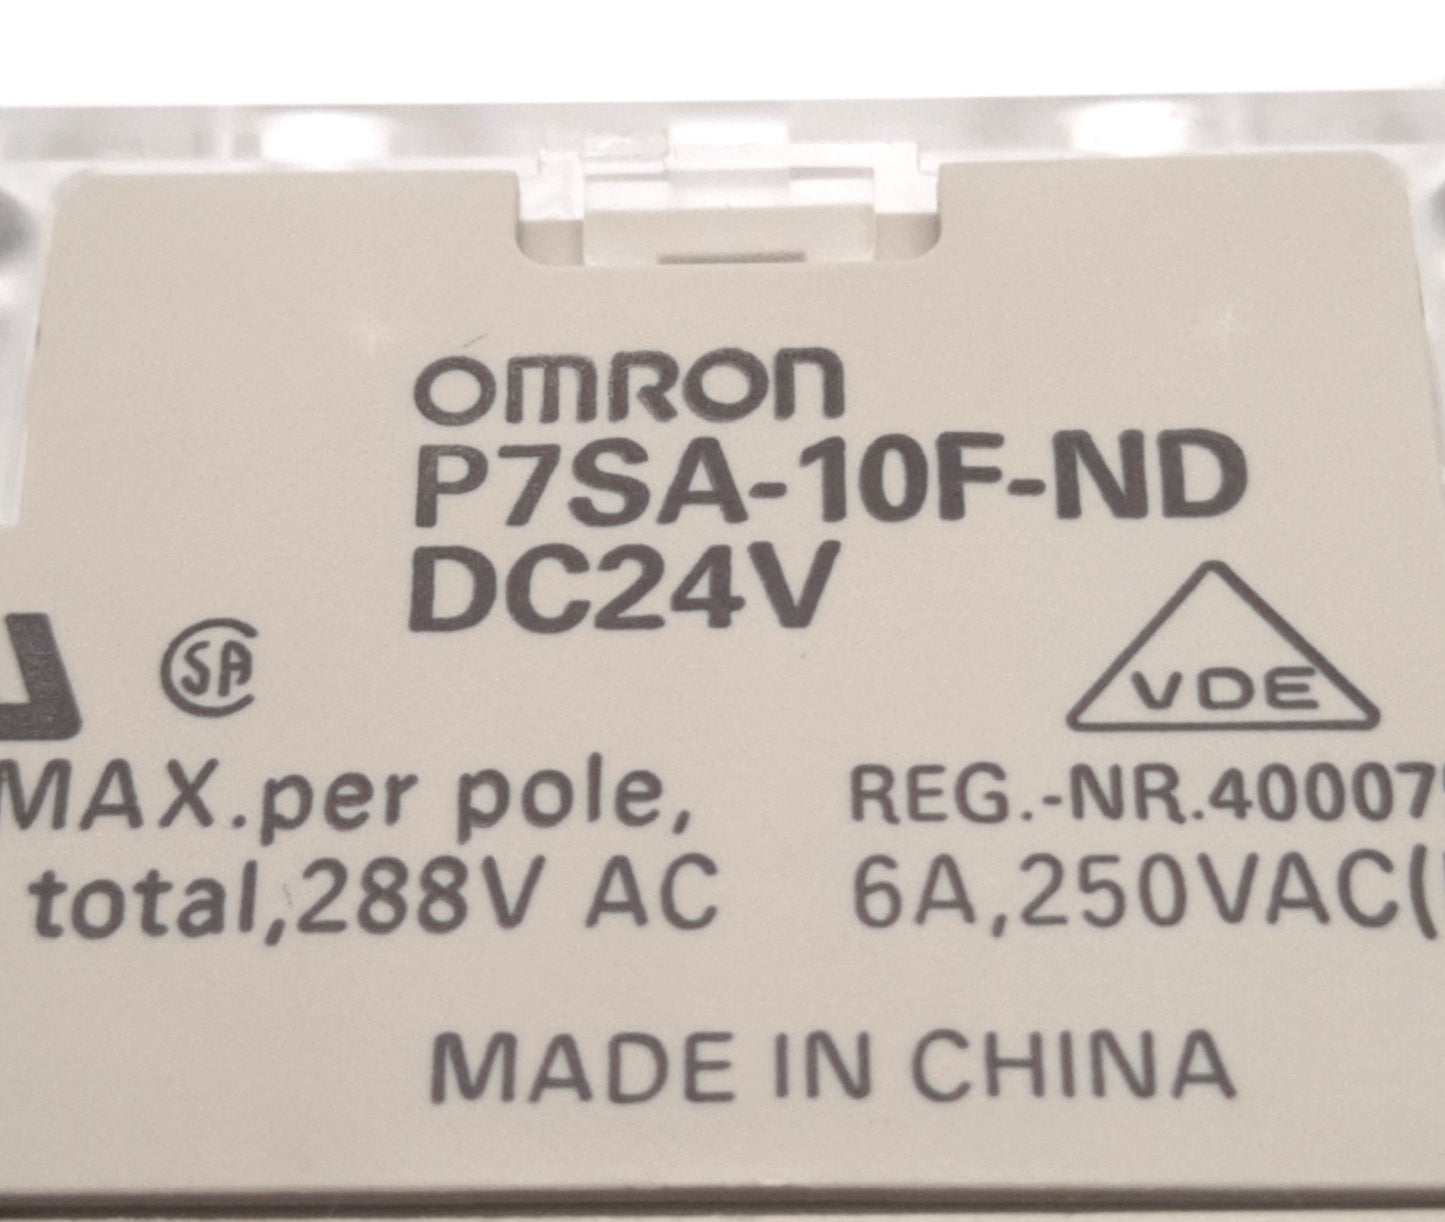 OMRON
P7SA-10F-ND
DC24V
SA
VDE
MAX.per pole,
REG.-NR.40007
total,288V AC
6A,250VAC(
MADE IN CHINA